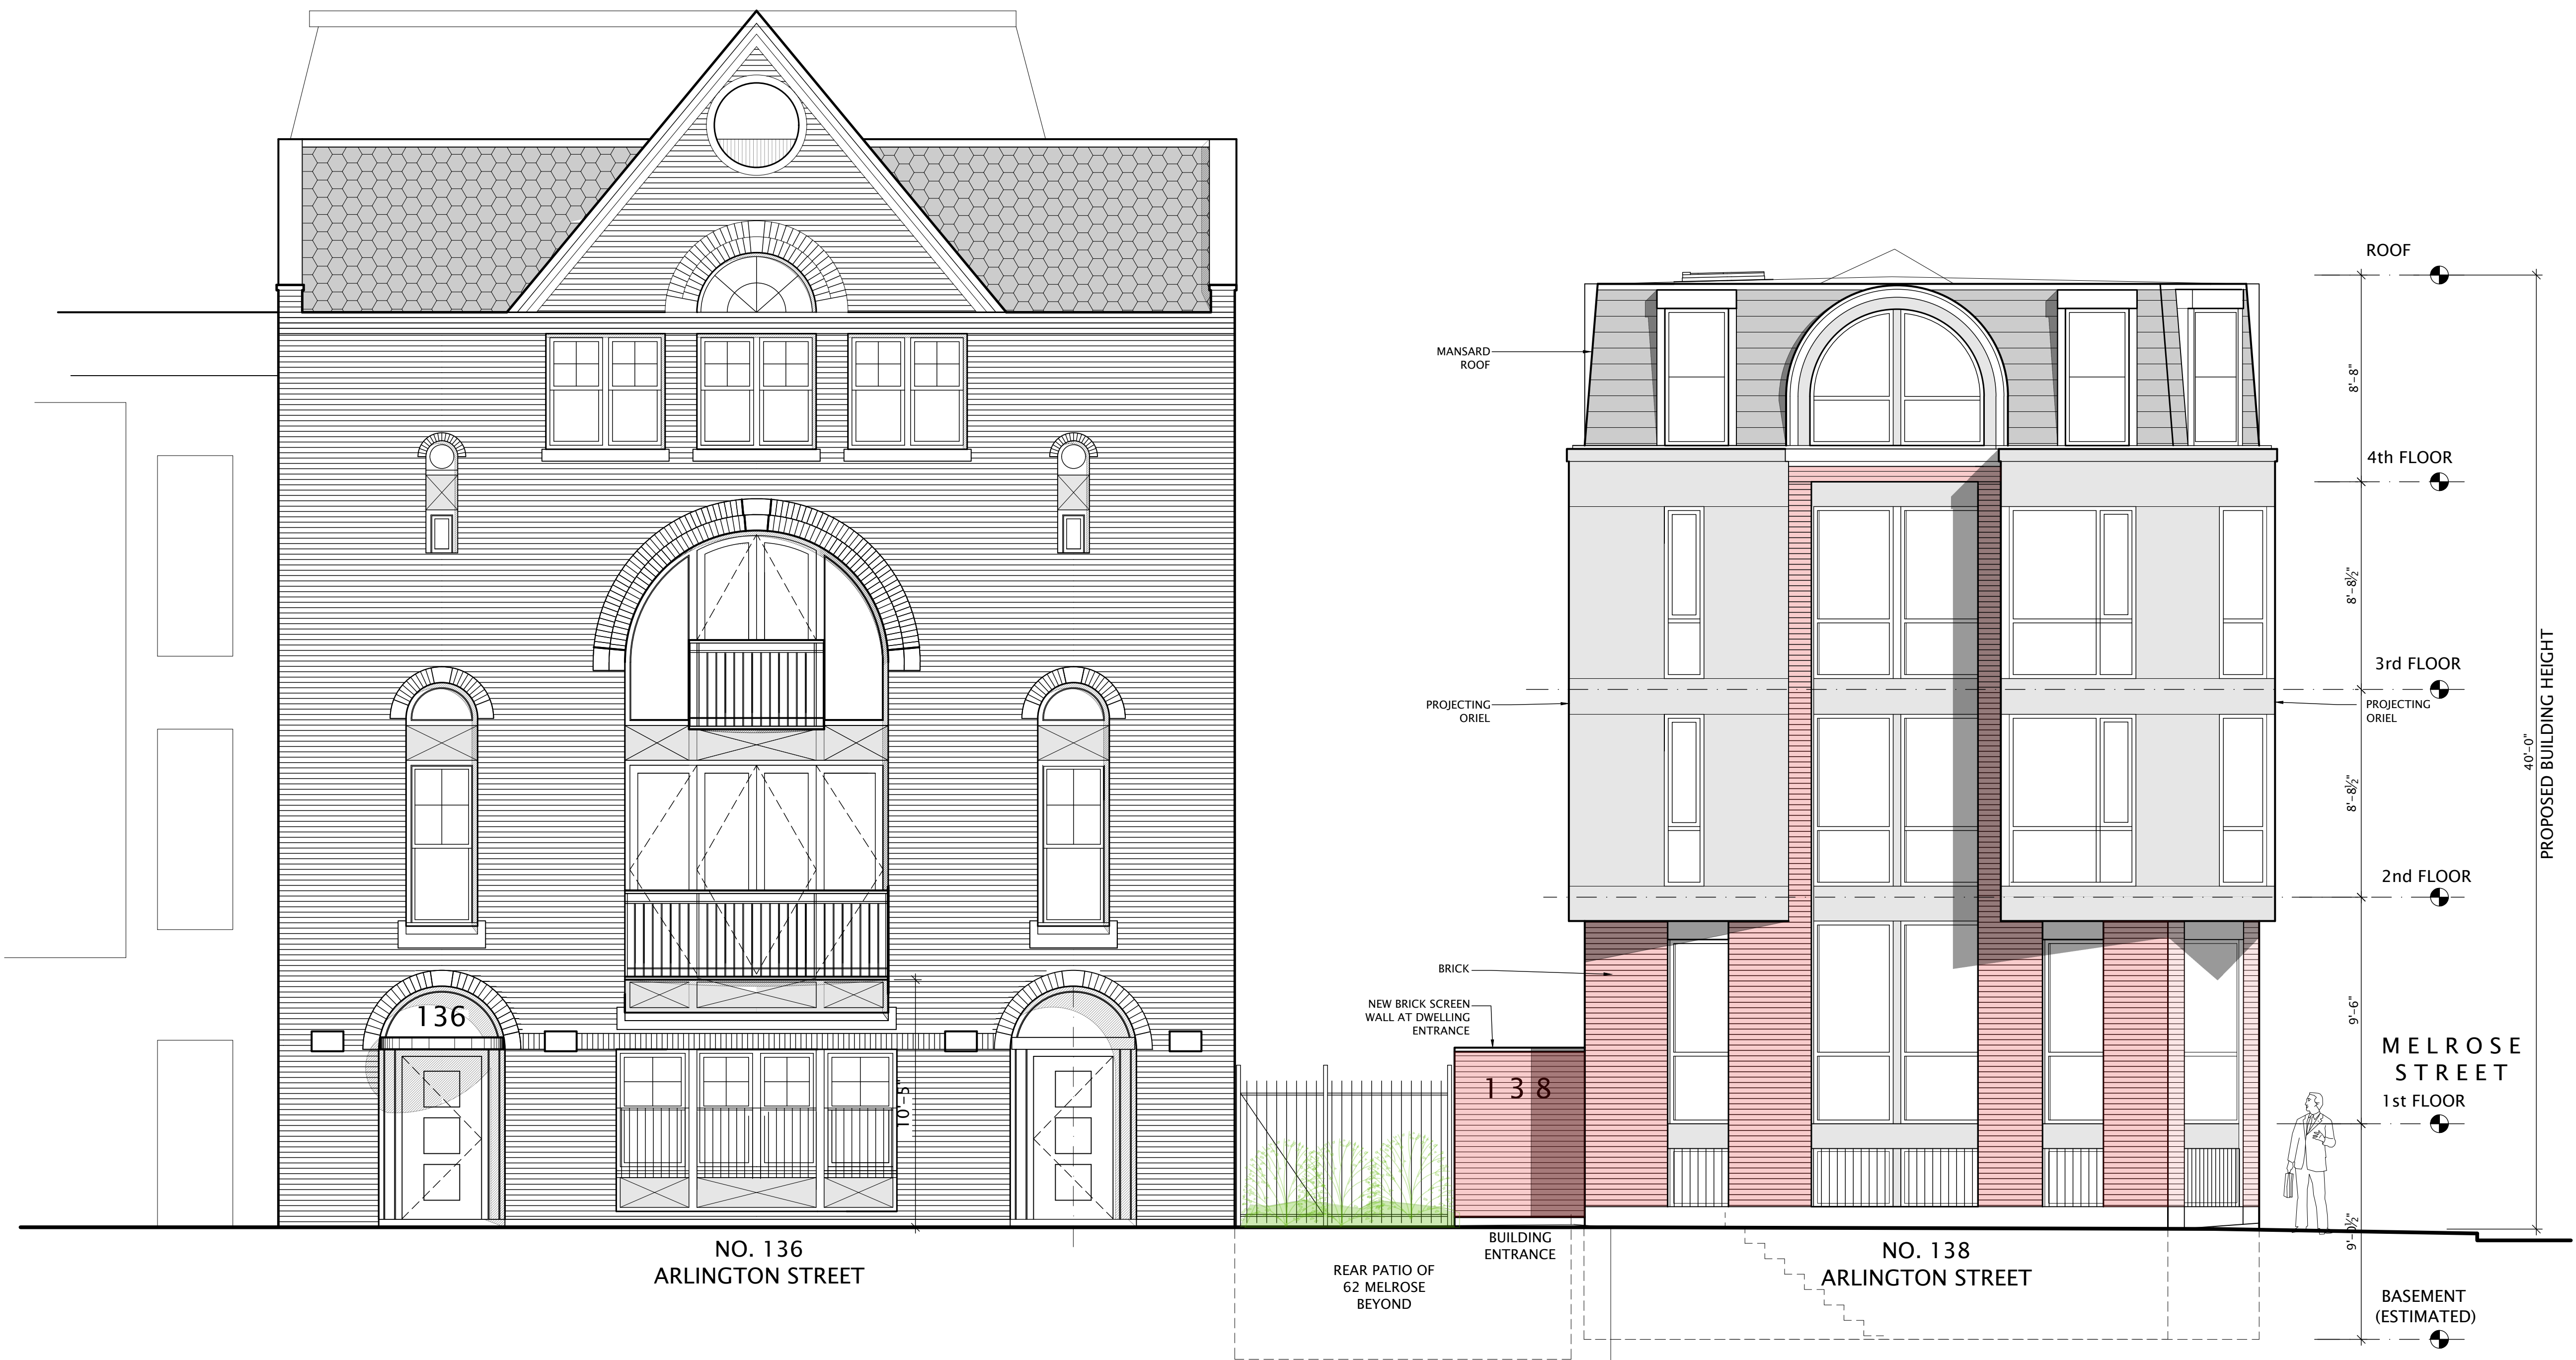 ROOF
MANSARD
ROOF
8'-8"
4th FLOOR
8'-8½"
3rd FLOOR
PROJECTING
ORIEL
PROJECTING
ORIEL
40'-0"
PROPOSED BUILDING HEIGHT
8'-8½"
2nd FLOOR
BRICK
NEW BRICK SCREEN
WALL AT DWELLING
ENTRANCE
9'-6"
136
MELROSE
STREET
138
10'-5"
1st FLOOR
9'-0½"
NO. 136
ARLINGTON STREET
BUILDING
ENTRANCE
NO. 138
ARLINGTON STREET
REAR PATIO OF
62 MELROSE
BEYOND
BASEMENT
(ESTIMATED)